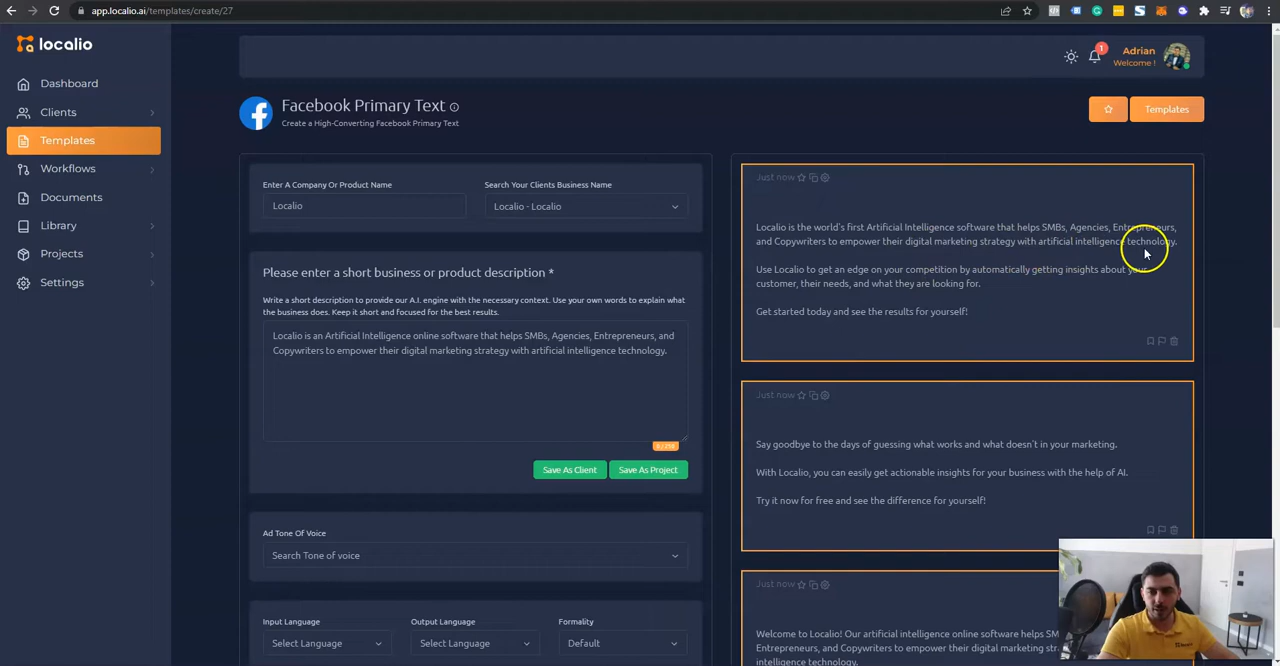 app.localio.ai/templates/create/27
localio
Dashboard
Clients
Templates
Workflows
Documents
Library
Projects
Settings
1
Adrian
Welcome !
Facebook Primary Text
Create a High-Converting Facebook Primary Text
Templates
Enter A Company Or Product Name
Search Your Clients Business Name
Localio
Localio - Localio
Please enter a short business or product description *
Write a short description to provide our A.I. engine with the necessary context. Use your own words to explain what
the business does. Keep it short and focused for the best results.
Localio is an Artificial Intelligence online software that helps SMBs, Agencies, Entrepreneurs, and
Copywriters to empower their digital marketing strategy with artificial intelligence technology.
Save As Client
Save As Project
Ad Tone Of Voice
Search Tone of voice
Input Language
Output Language
Formality
Select Language
Select Language
Default
Just now
Localio is the world's first Artificial Intelligence software that helps SMBs, Agencies, Entrepreneurs,
and Copywriters to empower their digital marketing strategy with artificial intelligence technology.
Use Localio to get an edge on your competition by automatically getting insights about your
customer, their needs, and what they are looking for.
Get started today and see the results for yourself!
Just now
Say goodbye to the days of guessing what works and what doesn't in your marketing.
With Localio, you can easily get actionable insights for your business with the help of AI.
Try it now for free and see the difference for yourself!
Just now
Welcome to Localio! Our artificial intelligence online software helps SM
Entrepreneurs, and Copywriters to empower their digital marketing strate
intelligence technology.